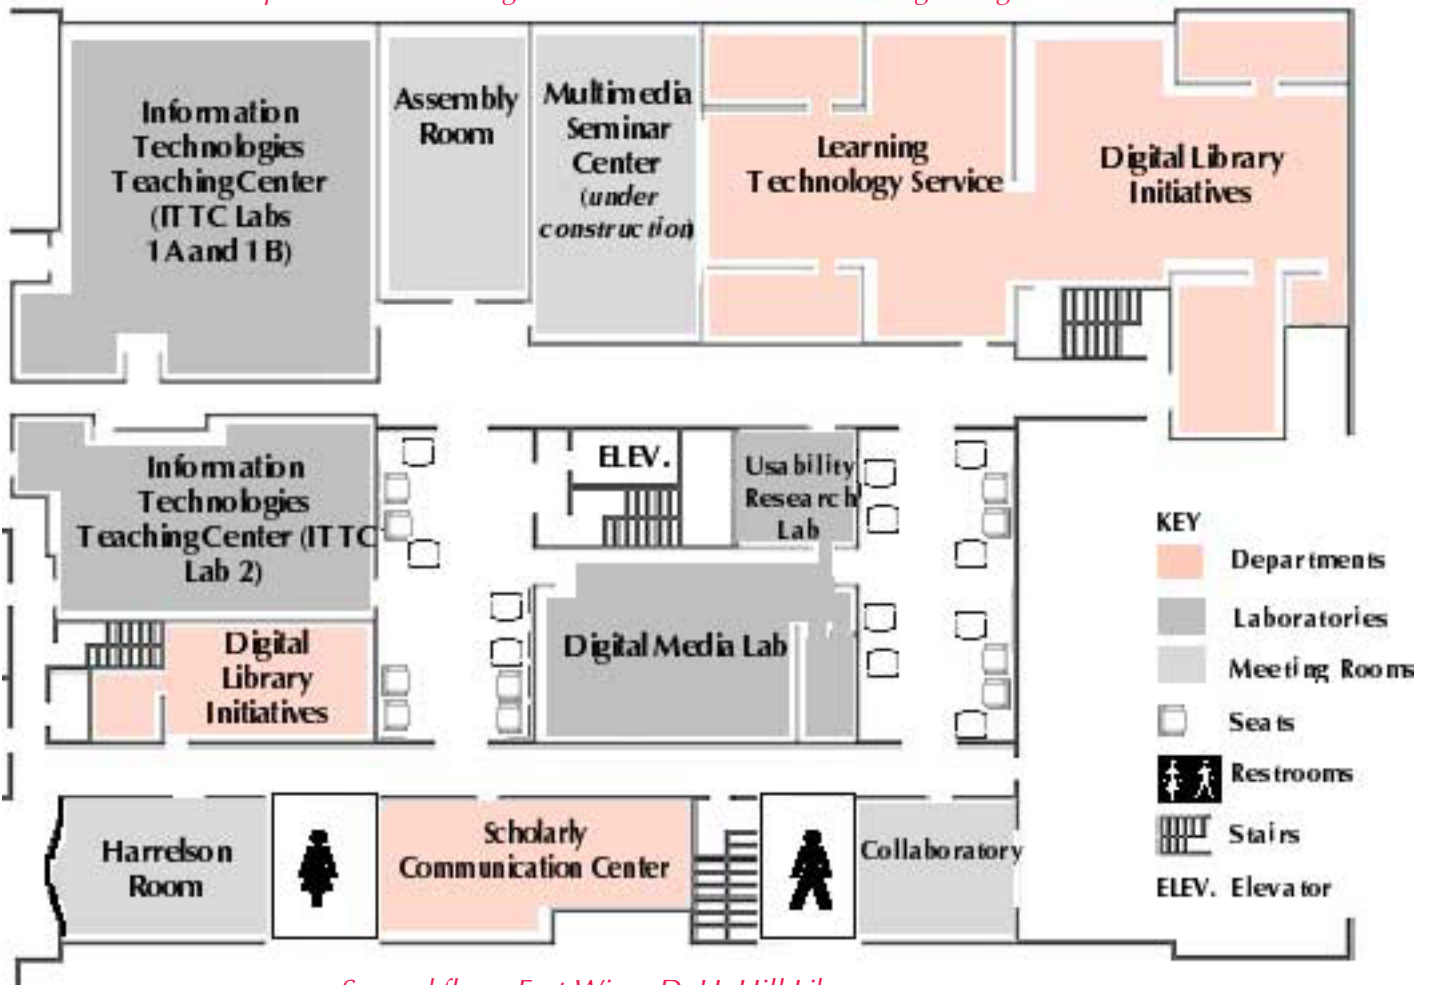 Information
Technologies
Teaching Center
(ITTC Labs
1A and 1B)
Assembly
Room
Multimedia
Seminar
Center
(under
construction)
Learning
Technology Service
Digital Library
Initiatives
Information
Technologies
Teaching Center (ITTC
Lab 2)
ELEV.
Usability
Research
Lab
Digital
Library
Initiatives
Digital Media Lab
KEY
Departments
Laboratories
Meeting Rooms
Seats
Restrooms
Stairs
ELEV. Elevator
Harrelson
Room
Scholarly
Communication Center
Collaboratory